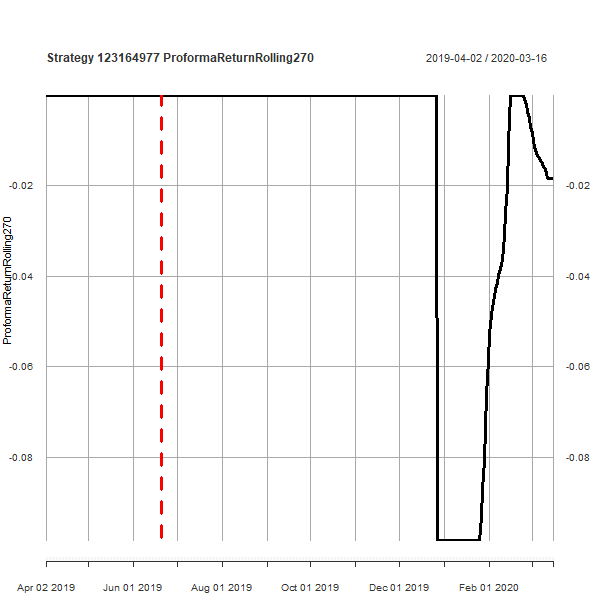 Strategy 123164977 ProformaReturnRolling270
2019-04-02 / 2020-03-16
ProformaReturnRolling270
-0.02
-0.04
-0.06
-0.08
-0.02
-0.04
-0.06
-0.08
Apr 02 2019
Jun 01 2019
Aug 01 2019
Oct 01 2019
Dec 01 2019
Feb 01 2020